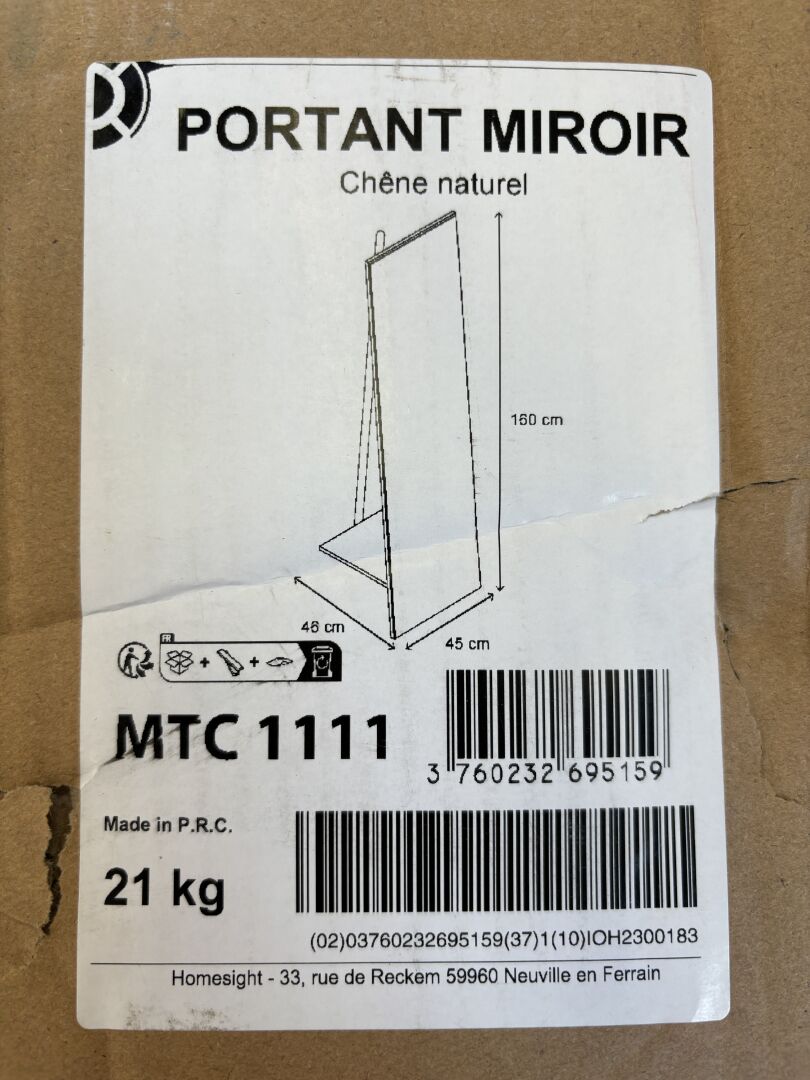 PORTANT MIROIR
Chêne naturel
160 cm
46 cm
45 cm
FR
MTC 1111
3 760232 695159
Made in P.R.C.
21 kg
(02)03760232695159(37)1(10)IOH2300183
Homesight - 33, rue de Reckem 59960 Neuville en Ferrain